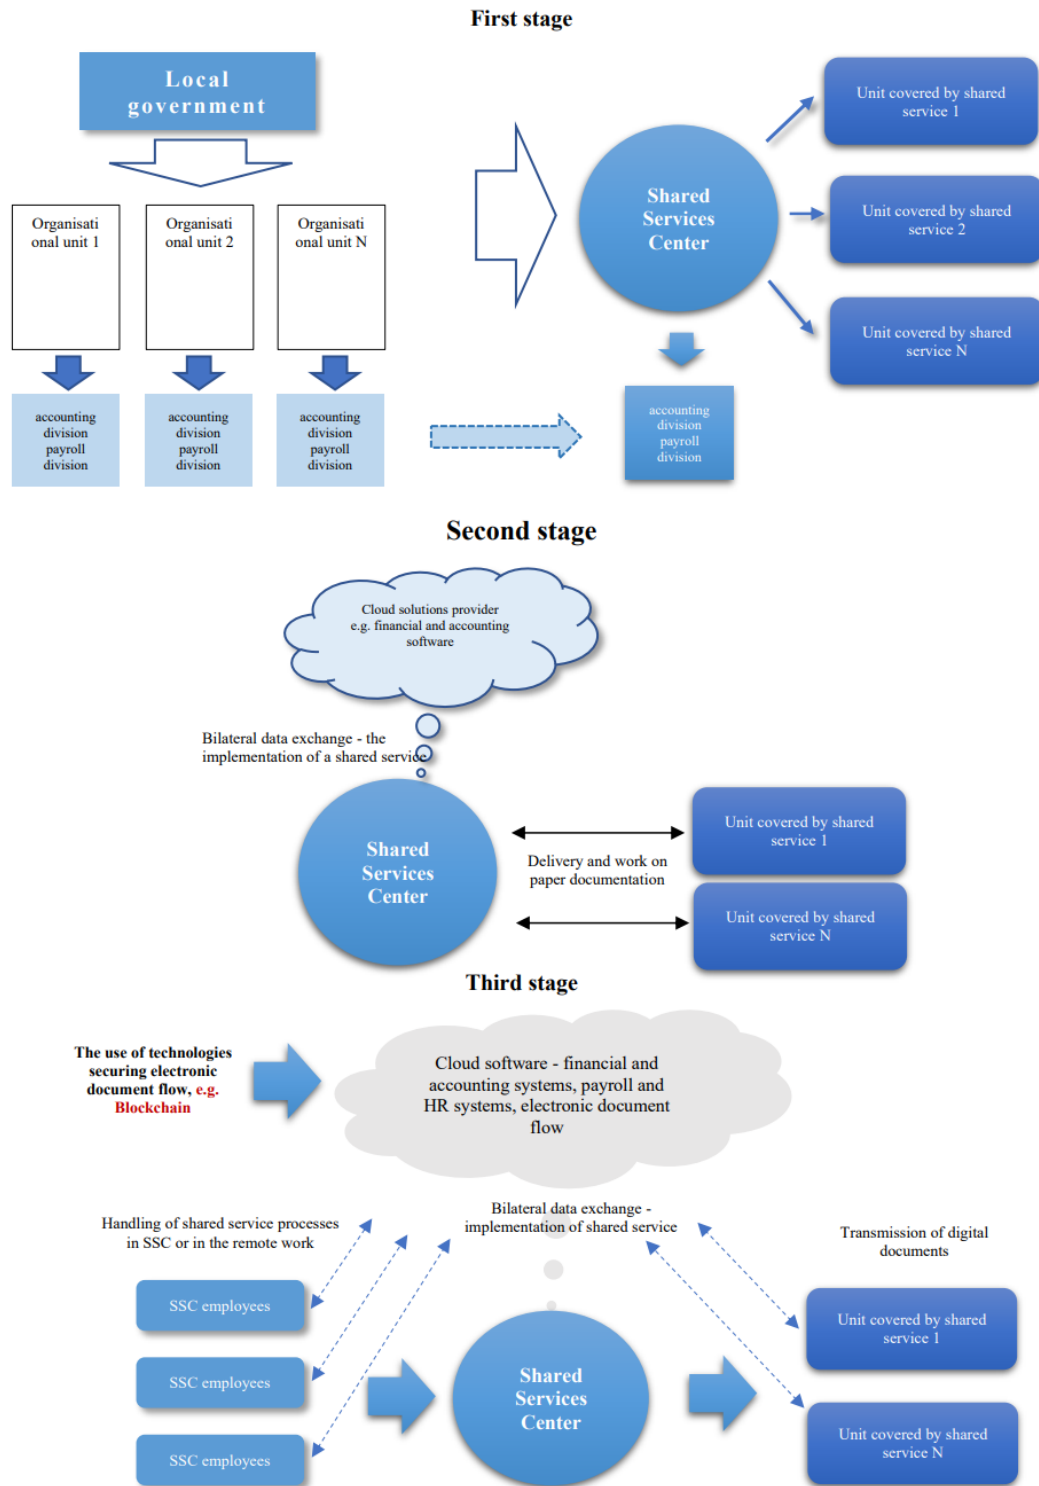 First stage
Local
government
Organisati
onal unit 1
Organisati
onal unit 2
Organisati
onal unit N
accounting
division
payroll
division
accounting
division
payroll
division
accounting
division
payroll
division
Shared
Services
Center
accounting
division
payroll
division
Unit covered by shared
service 1
Unit covered by shared
service 2
Unit covered by shared
service N
Second stage
Cloud solutions provider
e.g. financial and accounting
software
Bilateral data exchange - the
implementation of a shared service
Shared
Services
Center
Delivery and work on
paper documentation
Unit covered by shared
service 1
Unit covered by shared
service N
Third stage
The use of technologies
securing electronic
document flow, e.g.
Blockchain
Cloud software - financial and
accounting systems, payroll and
HR systems, electronic document
flow
Handling of shared service processes
in SSC or in the remote work
Bilateral data exchange -
implementation of shared service
Transmission of digital
documents
SSC employees
SSC employees
SSC employees
Shared
Services
Center
Unit covered by shared
service 1
Unit covered by shared
service N